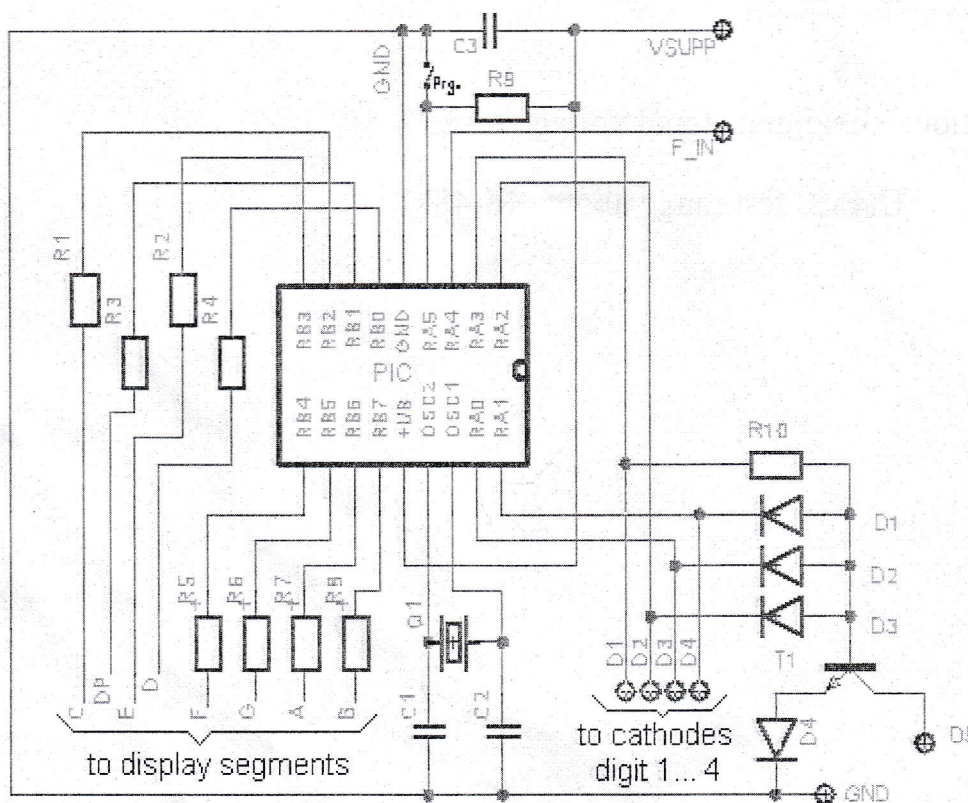 C3
VSUPP
GND
Prg.
R9
F_IN
R1
R2
R3
R4
RB3
RB2
RB1
RB0
GND
RA5
RA4
RA3
RA2
PIC
RB4
RB5
RB6
RB7
+UB
OSC2
OSC1
RA0
RA1
R10
D1
D2
D3
R5
R6
R7
R8
Q1
D1
D2
D3
D4
T1
C
DP
E
D
F
G
A
B
C1
C2
D4
to display segments
to cathodes
digit 1... 4
GND